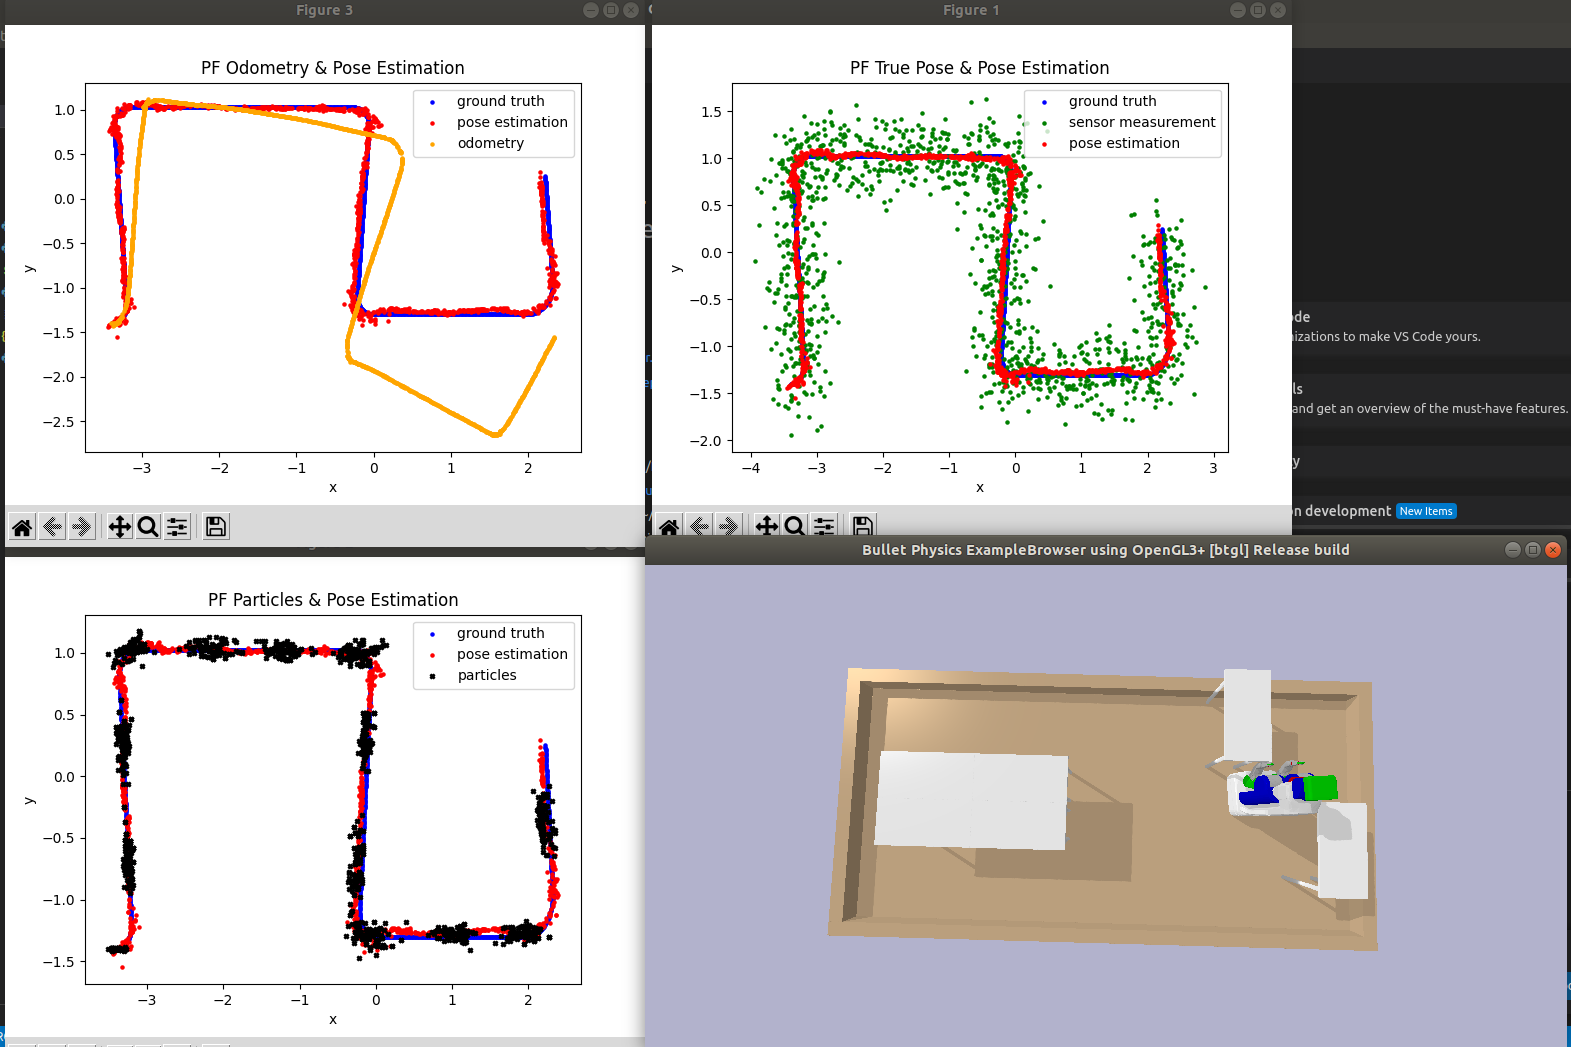 Figure 3
PF Odometry & Pose Estimation
ground truth
pose estimation
odometry
1.0
0.5
0.0
−0.5
−1.0
−1.5
−2.0
−2.5
y
−3
−2
−1
0
1
2
x
Figure 1
PF True Pose & Pose Estimation
ground truth
sensor measurement
pose estimation
1.5
1.0
0.5
0.0
−0.5
−1.0
−1.5
−2.0
y
−4
−3
−2
−1
0
1
2
3
x
nizations to make VS Code yours.
and get an overview of the must-have features.
on development New Items
PF Particles & Pose Estimation
ground truth
pose estimation
particles
1.0
0.5
0.0
−0.5
−1.0
−1.5
y
−3
−2
−1
0
1
2
x
Bullet Physics ExampleBrowser using OpenGL3+ [btgl] Release build